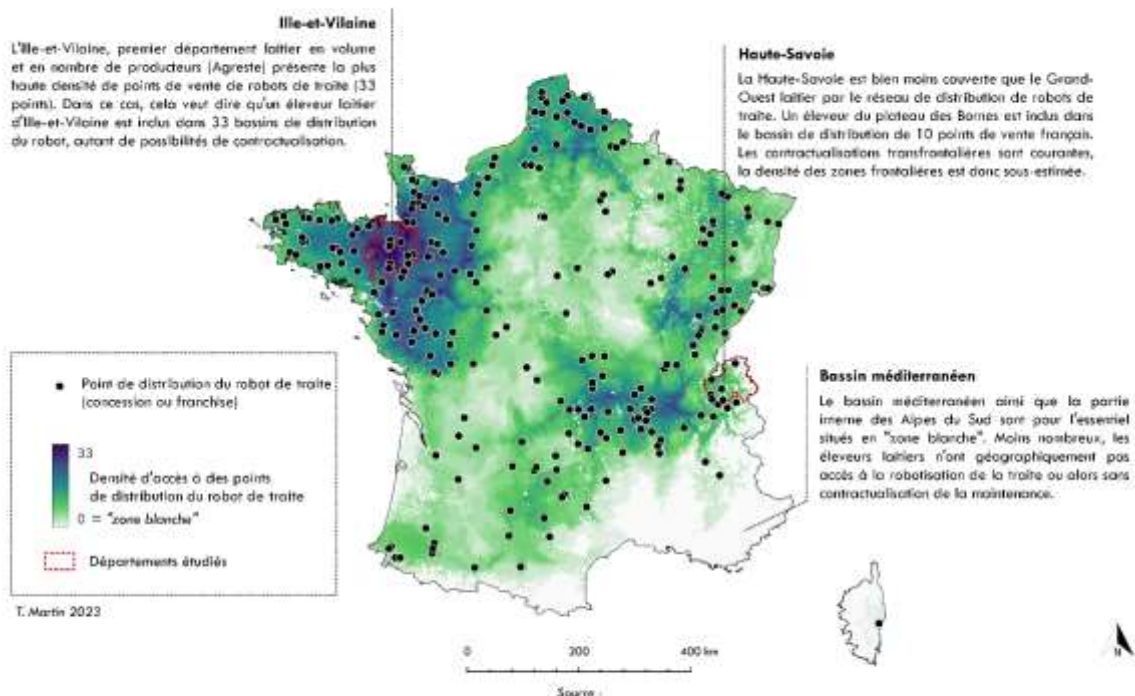 Ille-et-Vilaine
L'Ille-et-Vilaine, premier département laitier en volume
et en nombre de producteurs (Agreste) présente la plus
haute densité de points de vente de robots de traite (33
points). Dans ce cas, cela veut dire qu'un éleveur laitier
d'Ille-et-Vilaine est inclus dans 33 bassins de distribution
du robot, autant de possibilités de contractualisation.
Haute-Savoie
La Haute-Savoie est bien moins couverte que le Grand-
Ouest laitier par le réseau de distribution de robots de
traite. Un éleveur du plateau des Bornes est inclus dans
le bassin de distribution de 10 points de vente français.
Les contractualisations transfrontalières sont courantes,
la densité des zones frontalières est donc sous-estimée.
Point de distribution du robot de traite
(concession ou franchise)
33
Densité d'accès à des points
de distribution du robot de traite
0 = "zone blanche"
Départements étudiés
T. Martin 2023
Bassin méditerranéen
Le bassin méditerranéen ainsi que la partie
interne des Alpes du Sud sont pour l'essentiel
situés en "zone blanche". Moins nombreux, les
éleveurs laitiers n'ont géographiquement pas
accès à la robotisation de la traite ou alors sans
contractualisation de la maintenance.
0 200 400 km
N
Source :